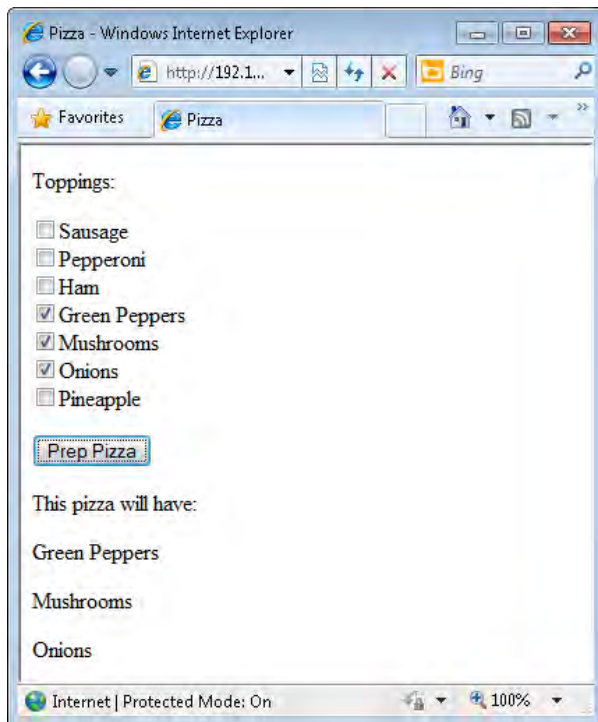 Pizza - Windows Internet Explorer
http://192.1...
Bing
Favorites
Pizza
Toppings:
Sausage
Pepperoni
Ham
Green Peppers
Mushrooms
Onions
Pineapple
Prep Pizza
This pizza will have:
Green Peppers
Mushrooms
Onions
Internet | Protected Mode: On
100%